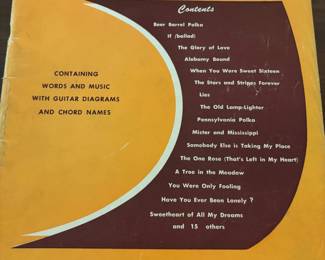 Contents
Beer Barrel Polka
If (ballad)
The Glory of Love
Alabamy Bound
When You Were Sweet Sixteen
The Stars and Stripes Forever
Lies
The Old Lamp-Lighter
Pennsylvania Polka
Mister and Mississippi
Somebody Else is Taking My Place
The One Rose (That's Left in My Heart)
A Tree in the Meadow
You Were Only Fooling
Have You Ever Been Lonely ?
Sweetheart of All My Dreams
and 15 others
CONTAINING
WORDS AND MUSIC
WITH GUITAR DIAGRAMS
AND CHORD NAMES